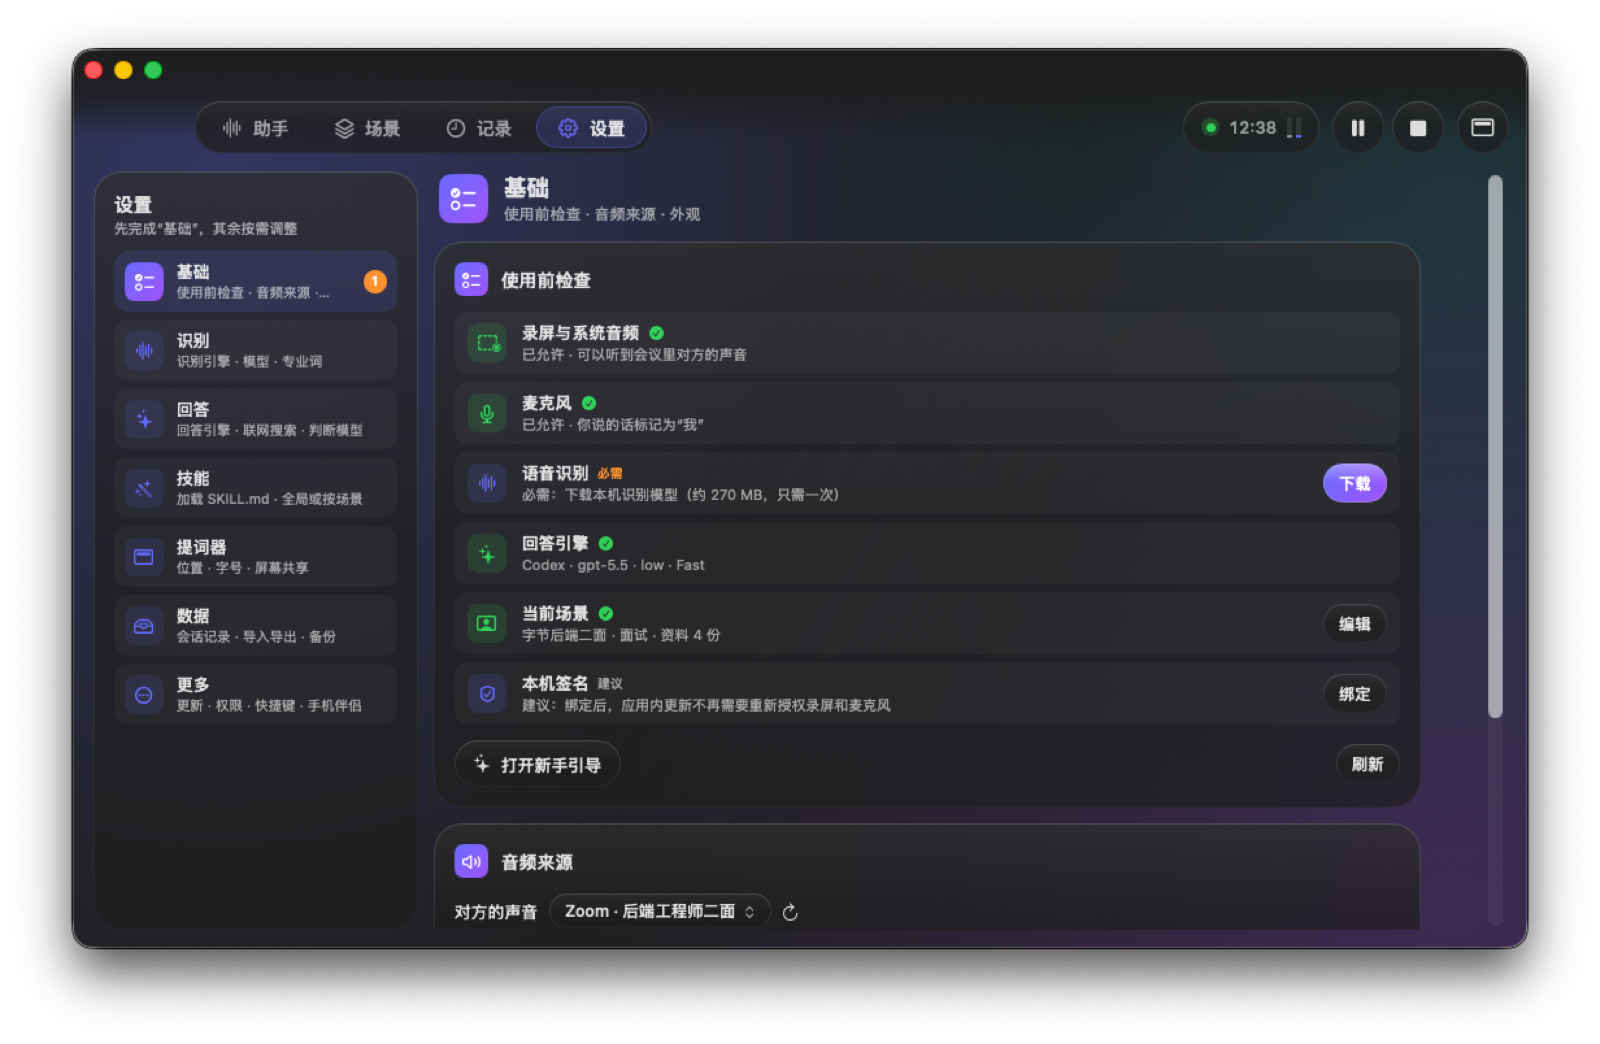 助手
场景
记录
设置
12:38
设置
先完成“基础”，其余按需调整
基础
使用前检查 · 音频来源 ·...
1
识别
识别引擎 · 模型 · 专业词
回答
回答引擎 · 联网搜索 · 判断模型
技能
加载 SKILL.md · 全局或按场景
提词器
位置 · 字号 · 屏幕共享
数据
会话记录 · 导入导出 · 备份
更多
更新 · 权限 · 快捷键 · 手机伴侣
基础
使用前检查 · 音频来源 · 外观
使用前检查
录屏与系统音频
已允许 · 可以听到会议里对方的声音
麦克风
已允许 · 你说的话标记为“我”
语音识别 必需
必需：下载本机识别模型（约 270 MB，只需一次）
下载
回答引擎
Codex · gpt-5.5 · low · Fast
当前场景
字节后端二面 · 面试 · 资料 4 份
编辑
本机签名 建议
建议：绑定后，应用内更新不再需要重新授权录屏和麦克风
绑定
打开新手引导
刷新
音频来源
对方的声音 Zoom · 后端工程师二面